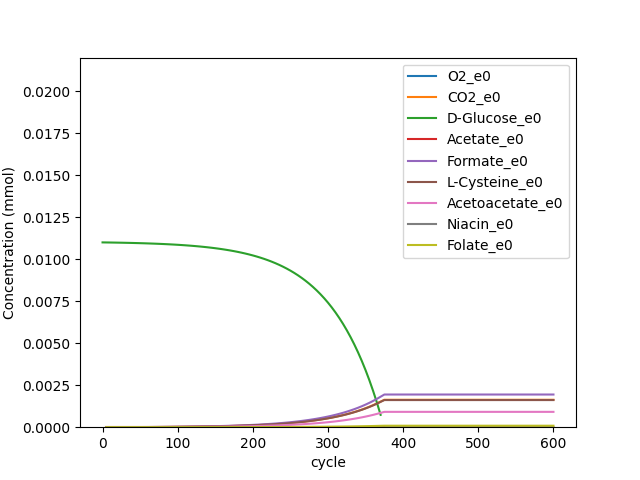 0.0200
0.0175
0.0150
0.0125
0.0100
0.0075
0.0050
0.0025
0.0000
Concentration (mmol)
0 100 200 300 400 500 600
cycle
O2_e0
CO2_e0
D-Glucose_e0
Acetate_e0
Formate_e0
L-Cysteine_e0
Acetoacetate_e0
Niacin_e0
Folate_e0